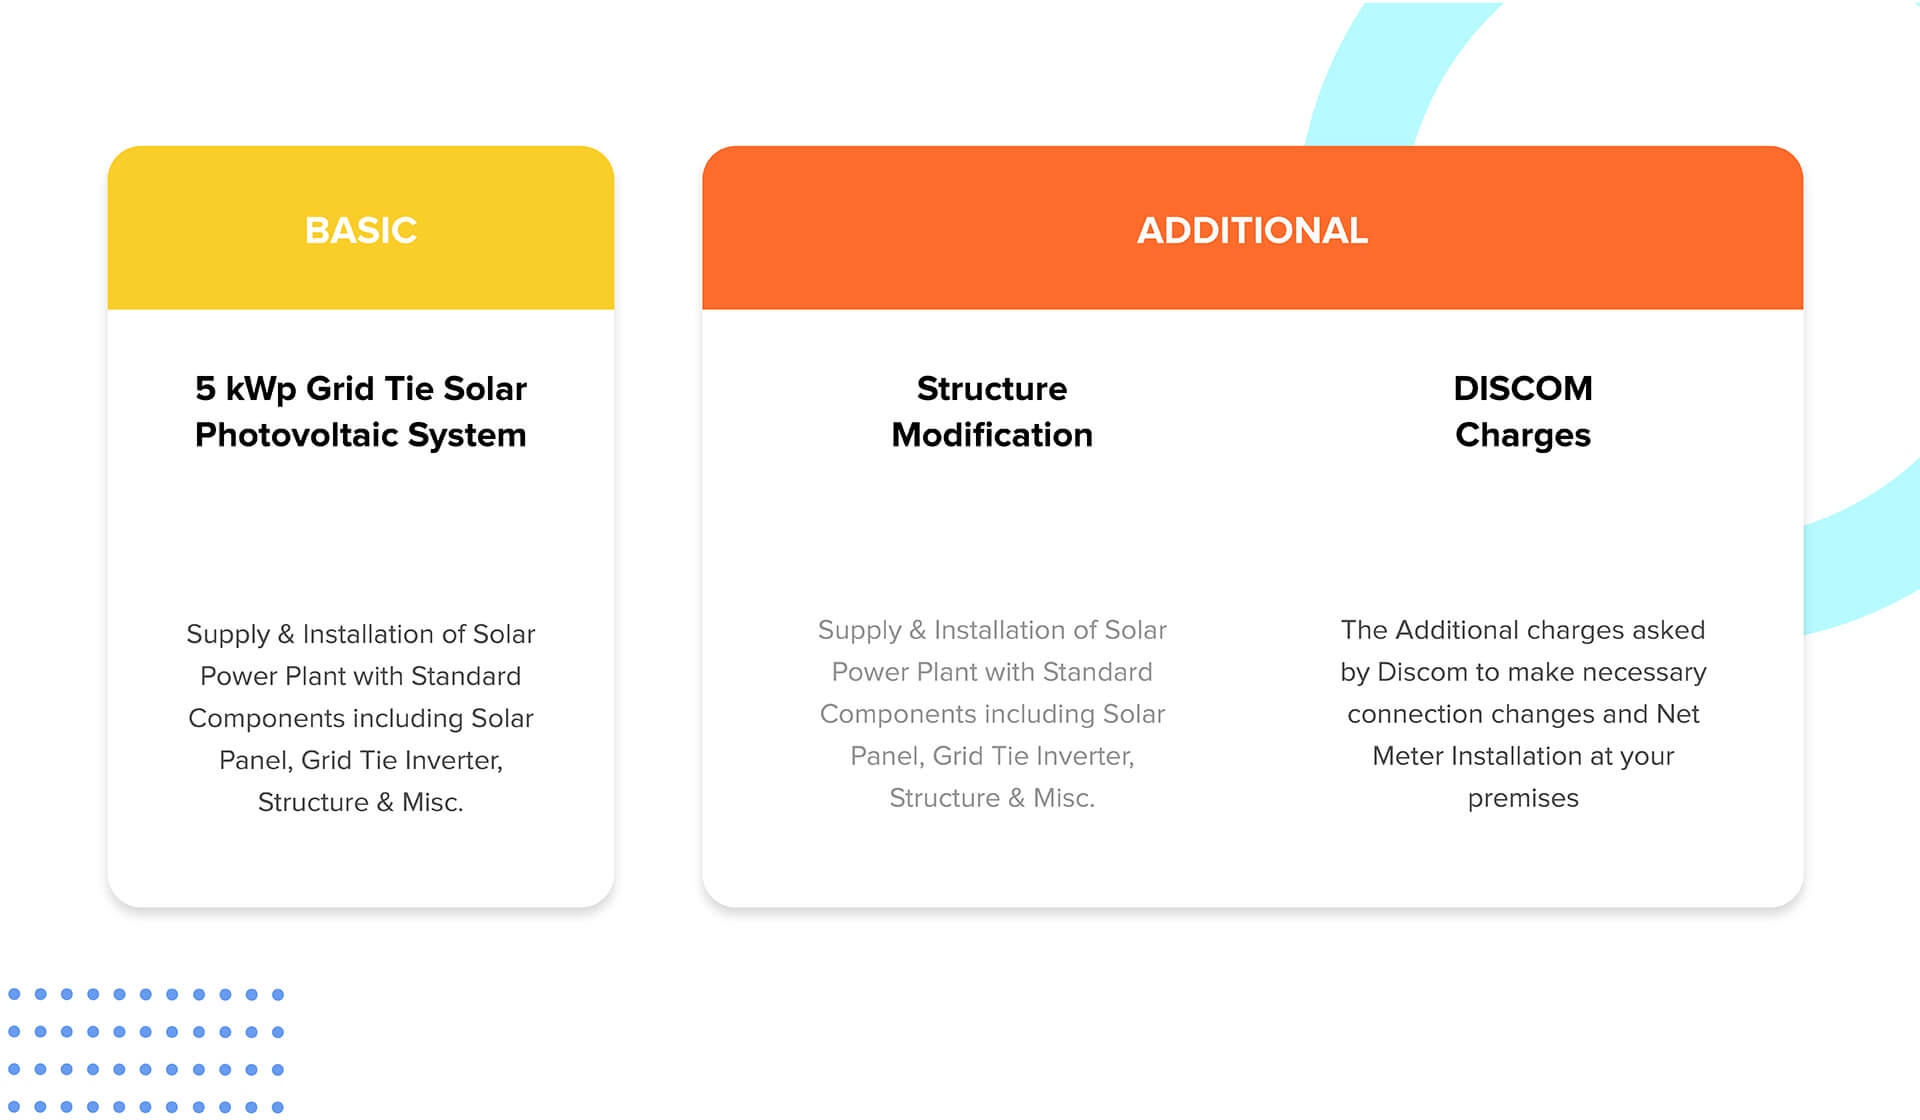 BASIC
5 kWp Grid Tie Solar
Photovoltaic System
Supply & Installation of Solar
Power Plant with Standard
Components including Solar
Panel, Grid Tie Inverter,
Structure & Misc.
ADDITIONAL
Structure
Modification
Supply & Installation of Solar
Power Plant with Standard
Components including Solar
Panel, Grid Tie Inverter,
Structure & Misc.
DISCOM
Charges
The Additional charges asked
by Discom to make necessary
connection changes and Net
Meter Installation at your
premises